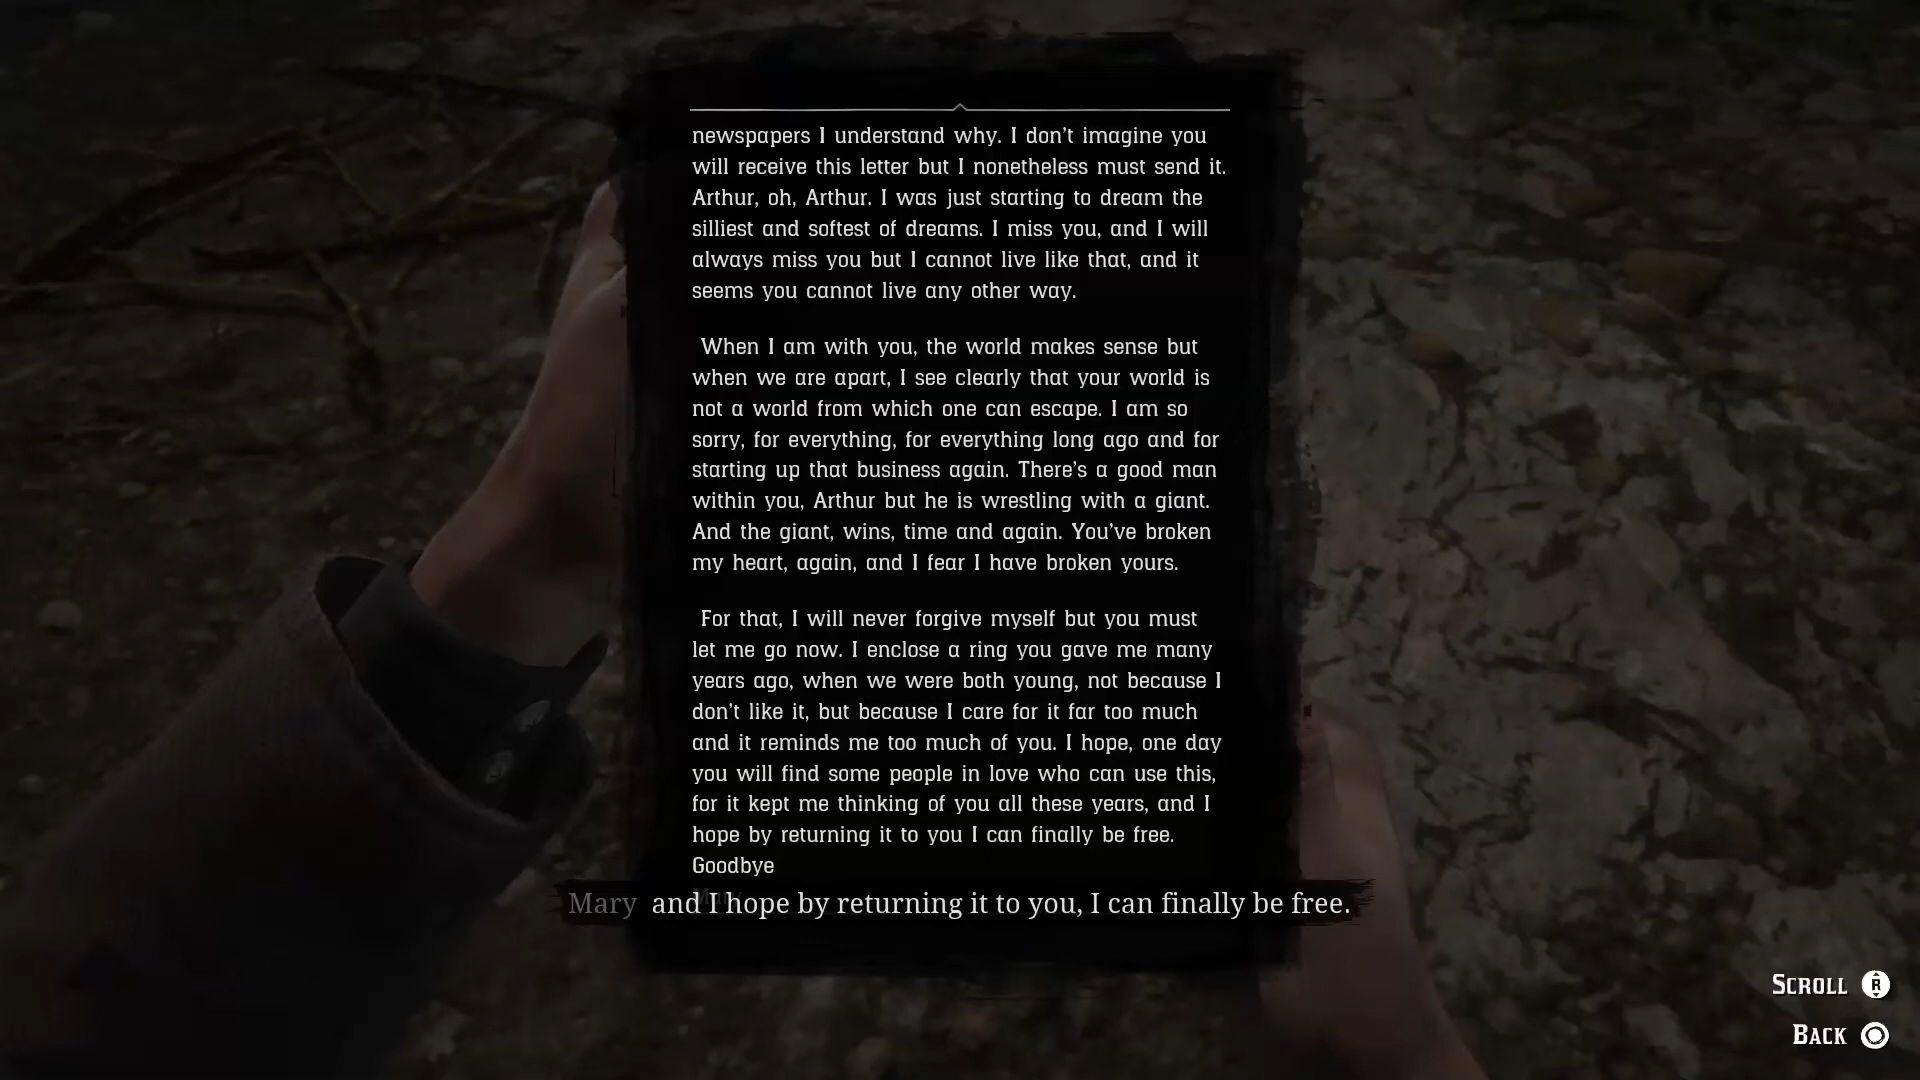 newspapers I understand why. I don't imagine you
will receive this letter but I nonetheless must send it.
Arthur, oh, Arthur. I was just starting to dream the
silliest and softest of dreams. I miss you, and I will
always miss you but I cannot live like that, and it
seems you cannot live any other way.
When I am with you, the world makes sense but
when we are apart, I see clearly that your world is
not a world from which one can escape. I am so
sorry, for everything, for everything long ago and for
starting up that business again. There's a good man
within you, Arthur but he is wrestling with a giant.
And the giant, wins, time and again. You've broken
my heart, again, and I fear I have broken yours.
For that, I will never forgive myself but you must
let me go now. I enclose a ring you gave me many
years ago, when we were both young, not because I
don't like it, but because I care for it far too much
and it reminds me too much of you. I hope, one day
you will find some people in love who can use this,
for it kept me thinking of you all these years, and I
hope by returning it to you I can finally be free.
Goodbye
Mary
Mary and I hope by returning it to you, I can finally be free.
SCROLL R
BACK